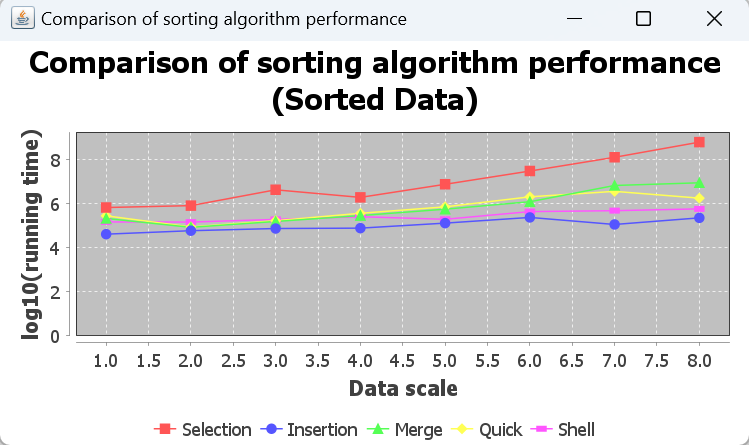 Comparison of sorting algorithm performance
Comparison of sorting algorithm performance
(Sorted Data)
log10(running time)
8
6
4
2
0
1.0 1.5 2.0 2.5 3.0 3.5 4.0 4.5 5.0 5.5 6.0 6.5 7.0 7.5 8.0
Data scale
Selection Insertion Merge Quick Shell